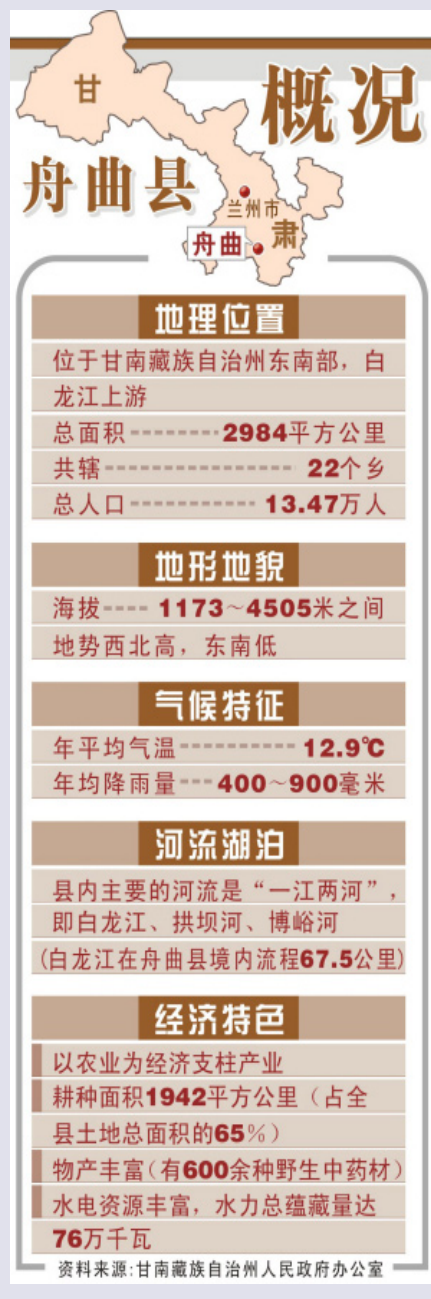 甘
概况
舟曲县
兰州市
肃
舟曲
地理位置
位于甘南藏族自治州东南部，白
龙江上游
总面积--------2984平方公里
共辖----------------22个乡
总人口-----------13.47万人
地形地貌
海拔----1173～4505米之间
地势西北高，东南低
气候特征
年平均气温----------12.9℃
年均降雨量---400～900毫米
河流湖泊
县内主要的河流是“一江两河”，
即白龙江、拱坝河、博峪河
(白龙江在舟曲县境内流程67.5公里)
经济特色
以农业为经济支柱产业
耕种面积1942平方公里（占全
县土地总面积的65%）
物产丰富(有600余种野生中药材)
水电资源丰富，水力总蕴藏量达
76万千瓦
资料来源:甘南藏族自治州人民政府办公室